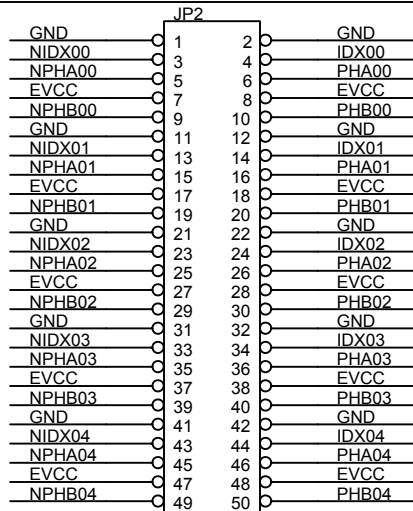 JP2
GND 1 2 GND
NIDX00 3 4 IDX00
NPHA00 5 6 PHA00
EVCC 7 8 EVCC
NPHB00 9 10 PHB00
GND 11 12 GND
NIDX01 13 14 IDX01
NPHA01 15 16 PHA01
EVCC 17 18 EVCC
NPHB01 19 20 PHB01
GND 21 22 GND
NIDX02 23 24 IDX02
NPHA02 25 26 PHA02
EVCC 27 28 EVCC
NPHB02 29 30 PHB02
GND 31 32 GND
NIDX03 33 34 IDX03
NPHA03 35 36 PHA03
EVCC 37 38 EVCC
NPHB03 39 40 PHB03
GND 41 42 GND
NIDX04 43 44 IDX04
NPHA04 45 46 PHA04
EVCC 47 48 EVCC
NPHB04 49 50 PHB04